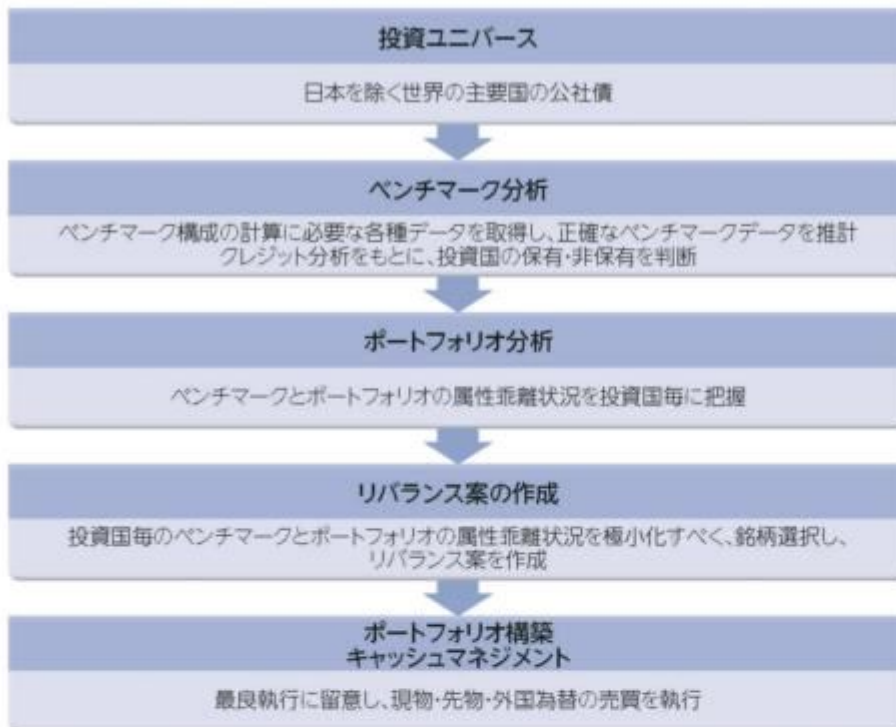 投資ユニバース
日本を除く世界の主要国の公社債
ベンチマーク分析
ベンチマーク構成の計算に必要な各種データを取得し、正確なベンチマークデータを推計
クレジット分析をもとに、投資国の保有・非保有を判断
ポートフォリオ分析
ベンチマークとポートフォリオの属性乖離状況を投資国毎に把握
リバランス案の作成
投資国毎のベンチマークとポートフォリオの属性乖離状況を極小化すべく、銘柄選択し、
リバランス案を作成
ポートフォリオ構築
キャッシュマネジメント
最良執行に留意し、現物・先物・外国為替の売買を執行